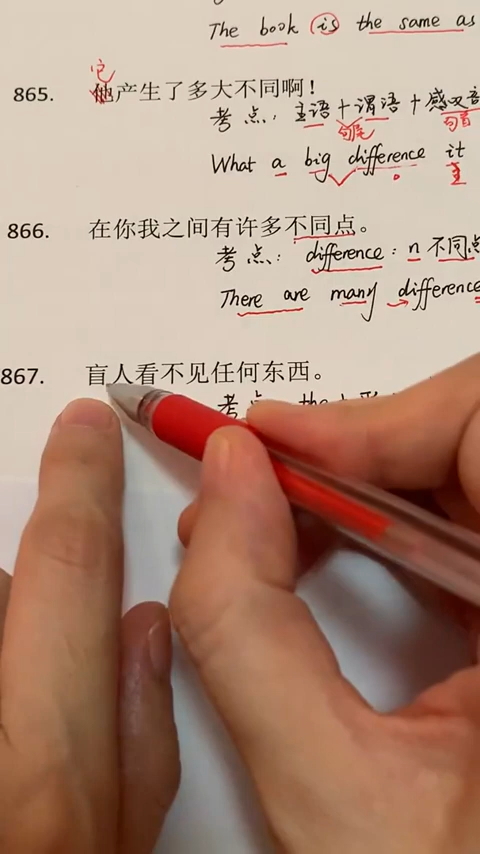 The book is the same as
它
865. 他产生了多大不同啊！
考点：主语＋谓语＋感叹
句尾 句首
What a big difference it
主
866. 在你我之间有许多不同点。
考点：difference：n 不同点
There are many difference
867. 盲人看不见任何东西。
考点：the＋形